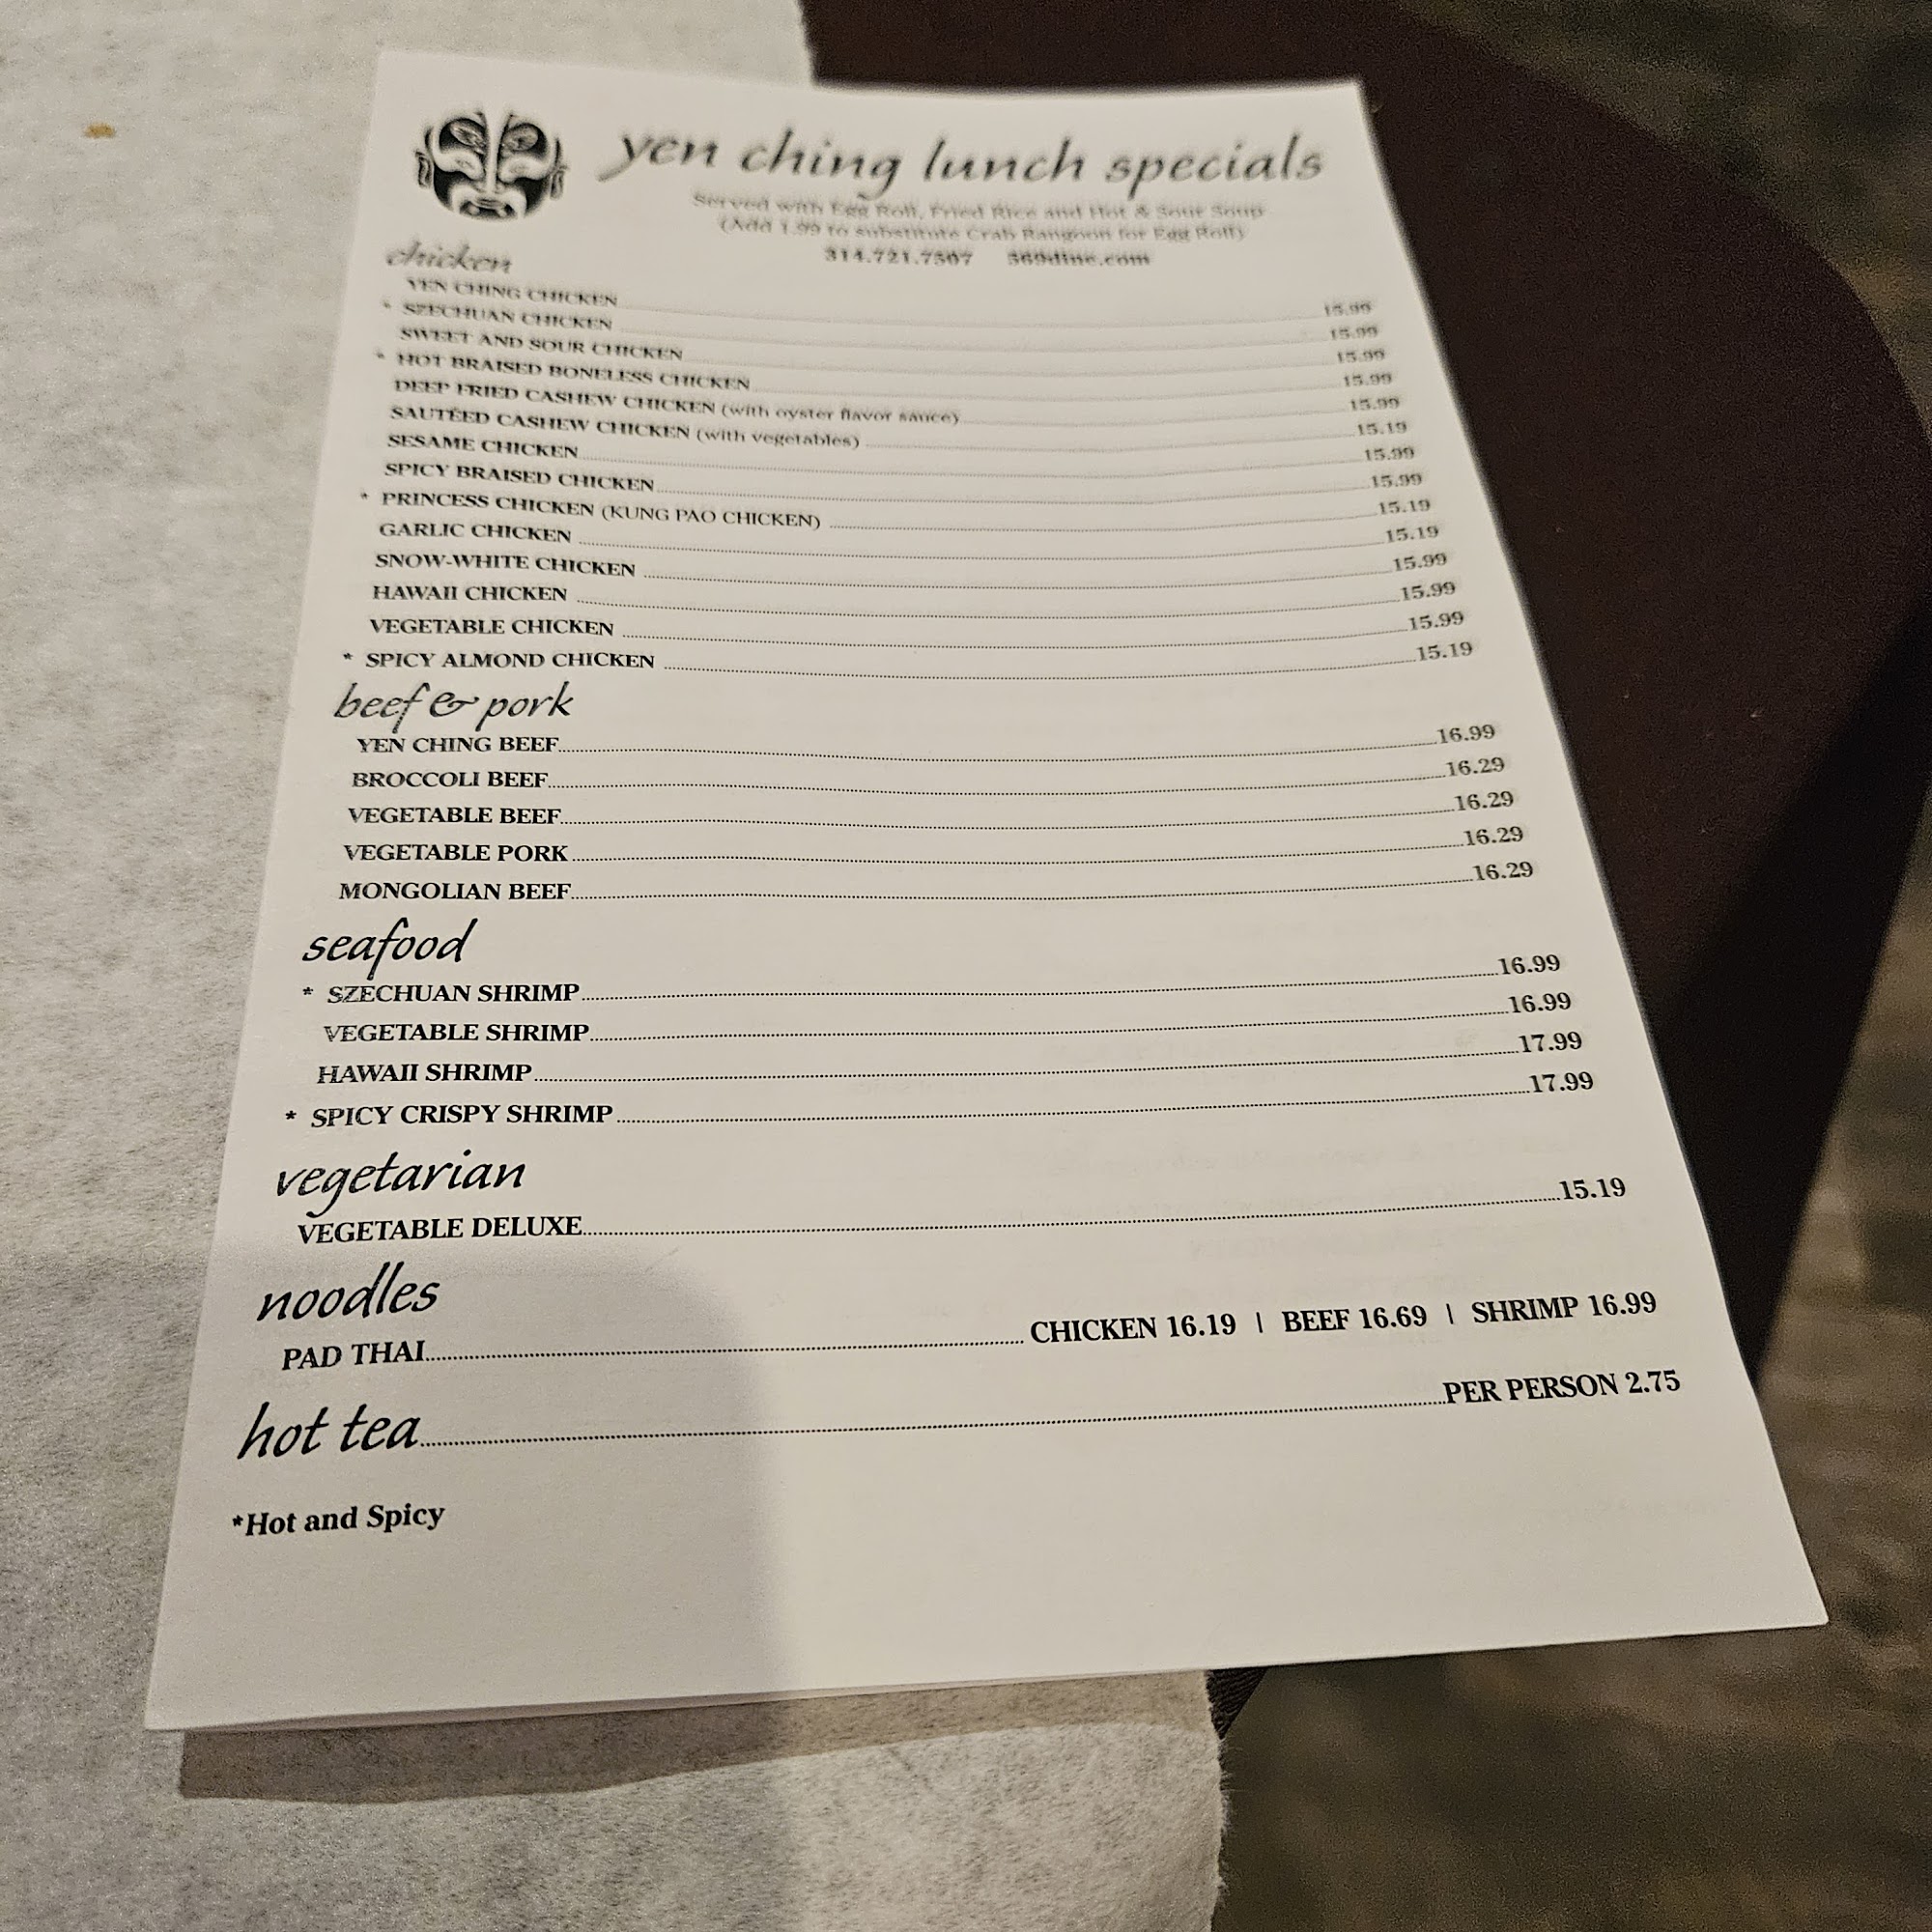 yen ching lunch specials
Served with Egg Roll, Fried Rice and Hot & Sour Soup
(Add 1.99 to substitute Crab Rangoon for Egg Roll)
314.721.7507 569dine.com
chicken
YEN CHING CHICKEN 15.99
* SZECHUAN CHICKEN 15.99
SWEET AND SOUR CHICKEN 15.99
* HOT BRAISED BONELESS CHICKEN 15.99
DEEP FRIED CASHEW CHICKEN (with oyster flavor sauce) 15.99
SAUTÉED CASHEW CHICKEN (with vegetables) 15.19
SESAME CHICKEN 15.99
SPICY BRAISED CHICKEN 15.99
* PRINCESS CHICKEN (KUNG PAO CHICKEN) 15.19
GARLIC CHICKEN 15.19
SNOW-WHITE CHICKEN 15.99
HAWAII CHICKEN 15.99
VEGETABLE CHICKEN 15.99
* SPICY ALMOND CHICKEN 15.19
beef & pork
YEN CHING BEEF 16.99
BROCCOLI BEEF 16.29
VEGETABLE BEEF 16.29
VEGETABLE PORK 16.29
MONGOLIAN BEEF 16.29
seafood
* SZECHUAN SHRIMP 16.99
VEGETABLE SHRIMP 16.99
HAWAII SHRIMP 17.99
* SPICY CRISPY SHRIMP 17.99
vegetarian
VEGETABLE DELUXE 15.19
noodles
PAD THAI CHICKEN 16.19 | BEEF 16.69 | SHRIMP 16.99
hot tea PER PERSON 2.75
*Hot and Spicy